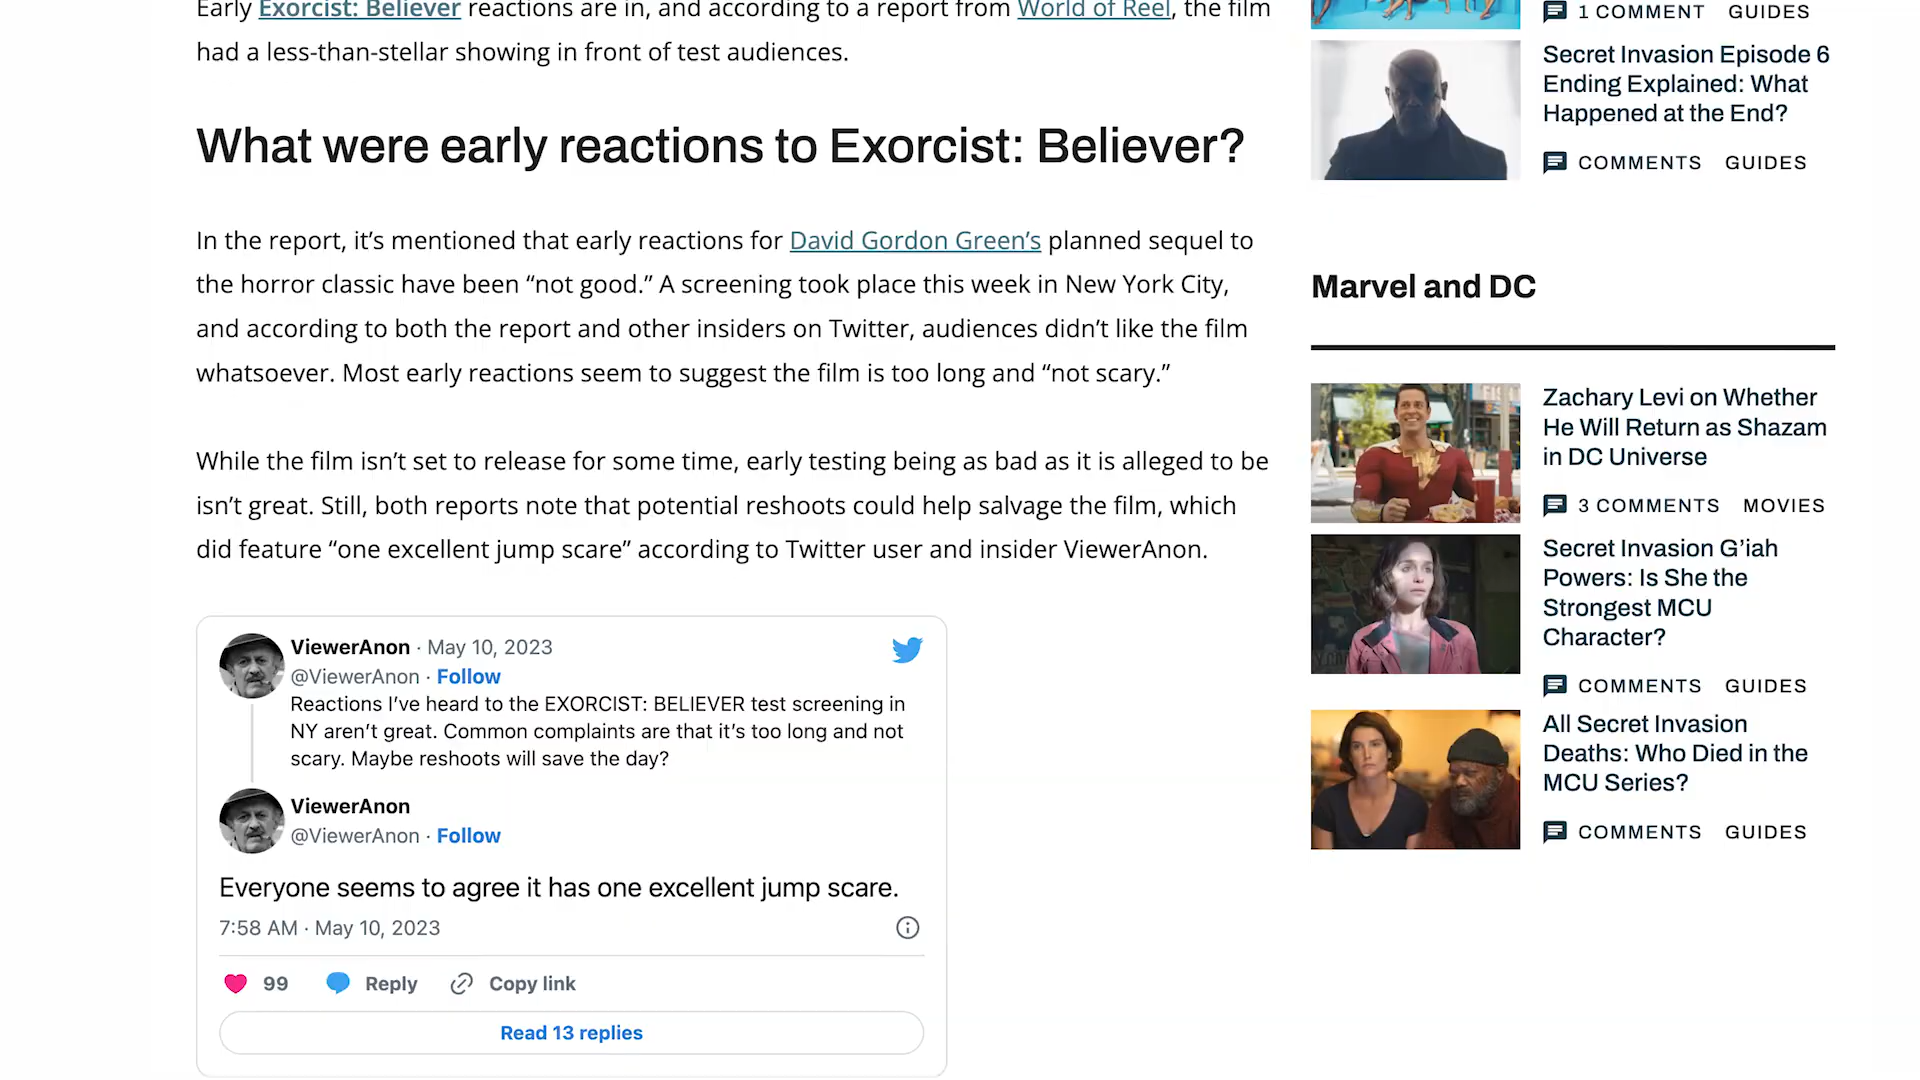 Early Exorcist: Believer reactions are in, and according to a report from World of Reel, the film
had a less-than-stellar showing in front of test audiences.
What were early reactions to Exorcist: Believer?
In the report, it’s mentioned that early reactions for David Gordon Green’s planned sequel to
the horror classic have been “not good.” A screening took place this week in New York City,
and according to both the report and other insiders on Twitter, audiences didn’t like the film
whatsoever. Most early reactions seem to suggest the film is too long and “not scary.”
While the film isn’t set to release for some time, early testing being as bad as it is alleged to be
isn’t great. Still, both reports note that potential reshoots could help salvage the film, which
did feature “one excellent jump scare” according to Twitter user and insider ViewerAnon.
ViewerAnon · May 10, 2023
@ViewerAnon · Follow
Reactions I’ve heard to the EXORCIST: BELIEVER test screening in
NY aren’t great. Common complaints are that it’s too long and not
scary. Maybe reshoots will save the day?
ViewerAnon
@ViewerAnon · Follow
Everyone seems to agree it has one excellent jump scare.
7:58 AM · May 10, 2023
99 Reply Copy link
Read 13 replies
1 COMMENT GUIDES
Secret Invasion Episode 6
Ending Explained: What
Happened at the End?
COMMENTS GUIDES
Marvel and DC
Zachary Levi on Whether
He Will Return as Shazam
in DC Universe
3 COMMENTS MOVIES
Secret Invasion G’iah
Powers: Is She the
Strongest MCU
Character?
COMMENTS GUIDES
All Secret Invasion
Deaths: Who Died in the
MCU Series?
COMMENTS GUIDES